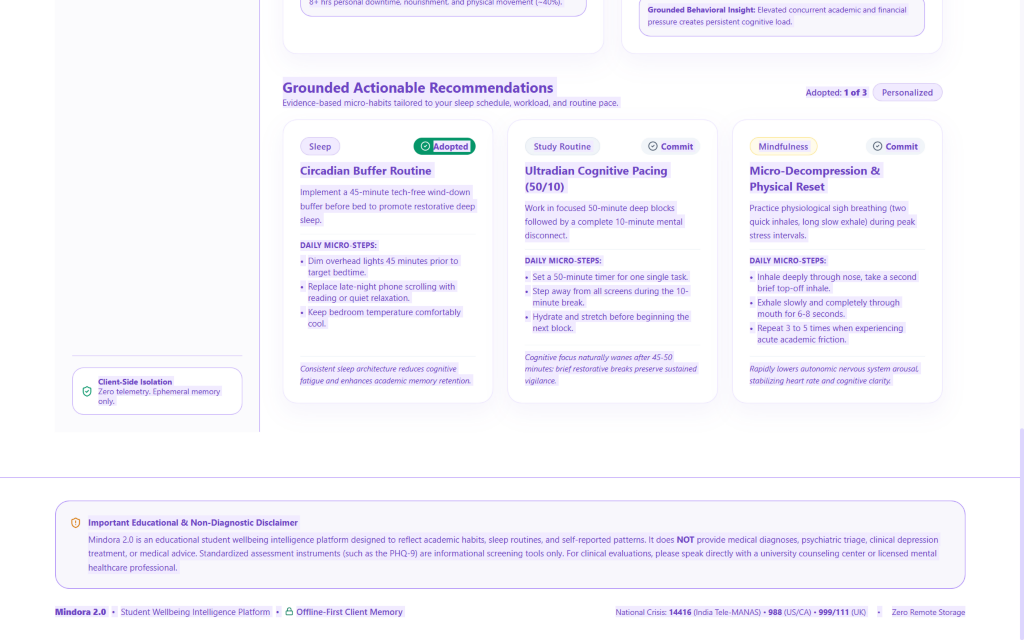 8+ hrs personal downtime, nourishment, and physical movement (~40%).
Grounded Behavioral Insight: Elevated concurrent academic and financial
pressure creates persistent cognitive load.
Grounded Actionable Recommendations
Evidence-based micro-habits tailored to your sleep schedule, workload, and routine pace.
Adopted: 1 of 3 Personalized
Sleep Adopted
Circadian Buffer Routine
Implement a 45-minute tech-free wind-down
buffer before bed to promote restorative deep
sleep.
DAILY MICRO-STEPS:
• Dim overhead lights 45 minutes prior to
target bedtime.
• Replace late-night phone scrolling with
reading or quiet relaxation.
• Keep bedroom temperature comfortably
cool.
Consistent sleep architecture reduces cognitive
fatigue and enhances academic memory retention.
Study Routine Commit
Ultradian Cognitive Pacing
(50/10)
Work in focused 50-minute deep blocks
followed by a complete 10-minute mental
disconnect.
DAILY MICRO-STEPS:
• Set a 50-minute timer for one single task.
• Step away from all screens during the 10-
minute break.
• Hydrate and stretch before beginning the
next block.
Cognitive focus naturally wanes after 45-50
minutes; brief restorative breaks preserve sustained
vigilance.
Mindfulness Commit
Micro-Decompression &
Physical Reset
Practice physiological sigh breathing (two
quick inhales, long slow exhale) during peak
stress intervals.
DAILY MICRO-STEPS:
• Inhale deeply through nose, take a second
brief top-off inhale.
• Exhale slowly and completely through
mouth for 6-8 seconds.
• Repeat 3 to 5 times when experiencing
acute academic friction.
Rapidly lowers autonomic nervous system arousal,
stabilizing heart rate and cognitive clarity.
Client-Side Isolation
Zero telemetry. Ephemeral memory
only.
Important Educational & Non-Diagnostic Disclaimer
Mindora 2.0 is an educational student wellbeing intelligence platform designed to reflect academic habits, sleep routines, and self-reported patterns. It does NOT provide medical diagnoses, psychiatric triage, clinical depression
treatment, or medical advice. Standardized assessment instruments (such as the PHQ-9) are informational screening tools only. For clinical evaluations, please speak directly with a university counseling center or licensed mental
healthcare professional.
Mindora 2.0 • Student Wellbeing Intelligence Platform • Offline-First Client Memory
National Crisis: 14416 (India Tele-MANAS) • 988 (US/CA) • 999/111 (UK) • Zero Remote Storage